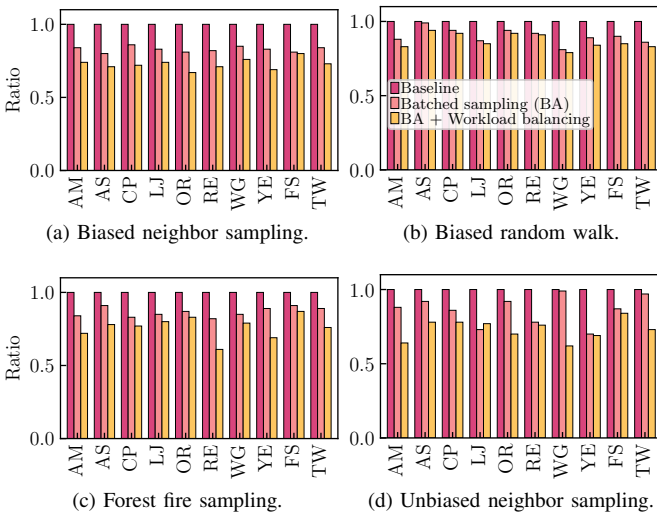 1.0
0.5
0.0
Ratio
AM AS CP LJ OR RE WG YE FS TW
(a) Biased neighbor sampling.
1.0
0.5
0.0
Baseline
Batched sampling (BA)
BA + Workload balancing
AM AS CP LJ OR RE WG YE FS TW
(b) Biased random walk.
1.0
0.5
0.0
Ratio
AM AS CP LJ OR RE WG YE FS TW
(c) Forest fire sampling.
1.0
0.5
0.0
AM AS CP LJ OR RE WG YE FS TW
(d) Unbiased neighbor sampling.